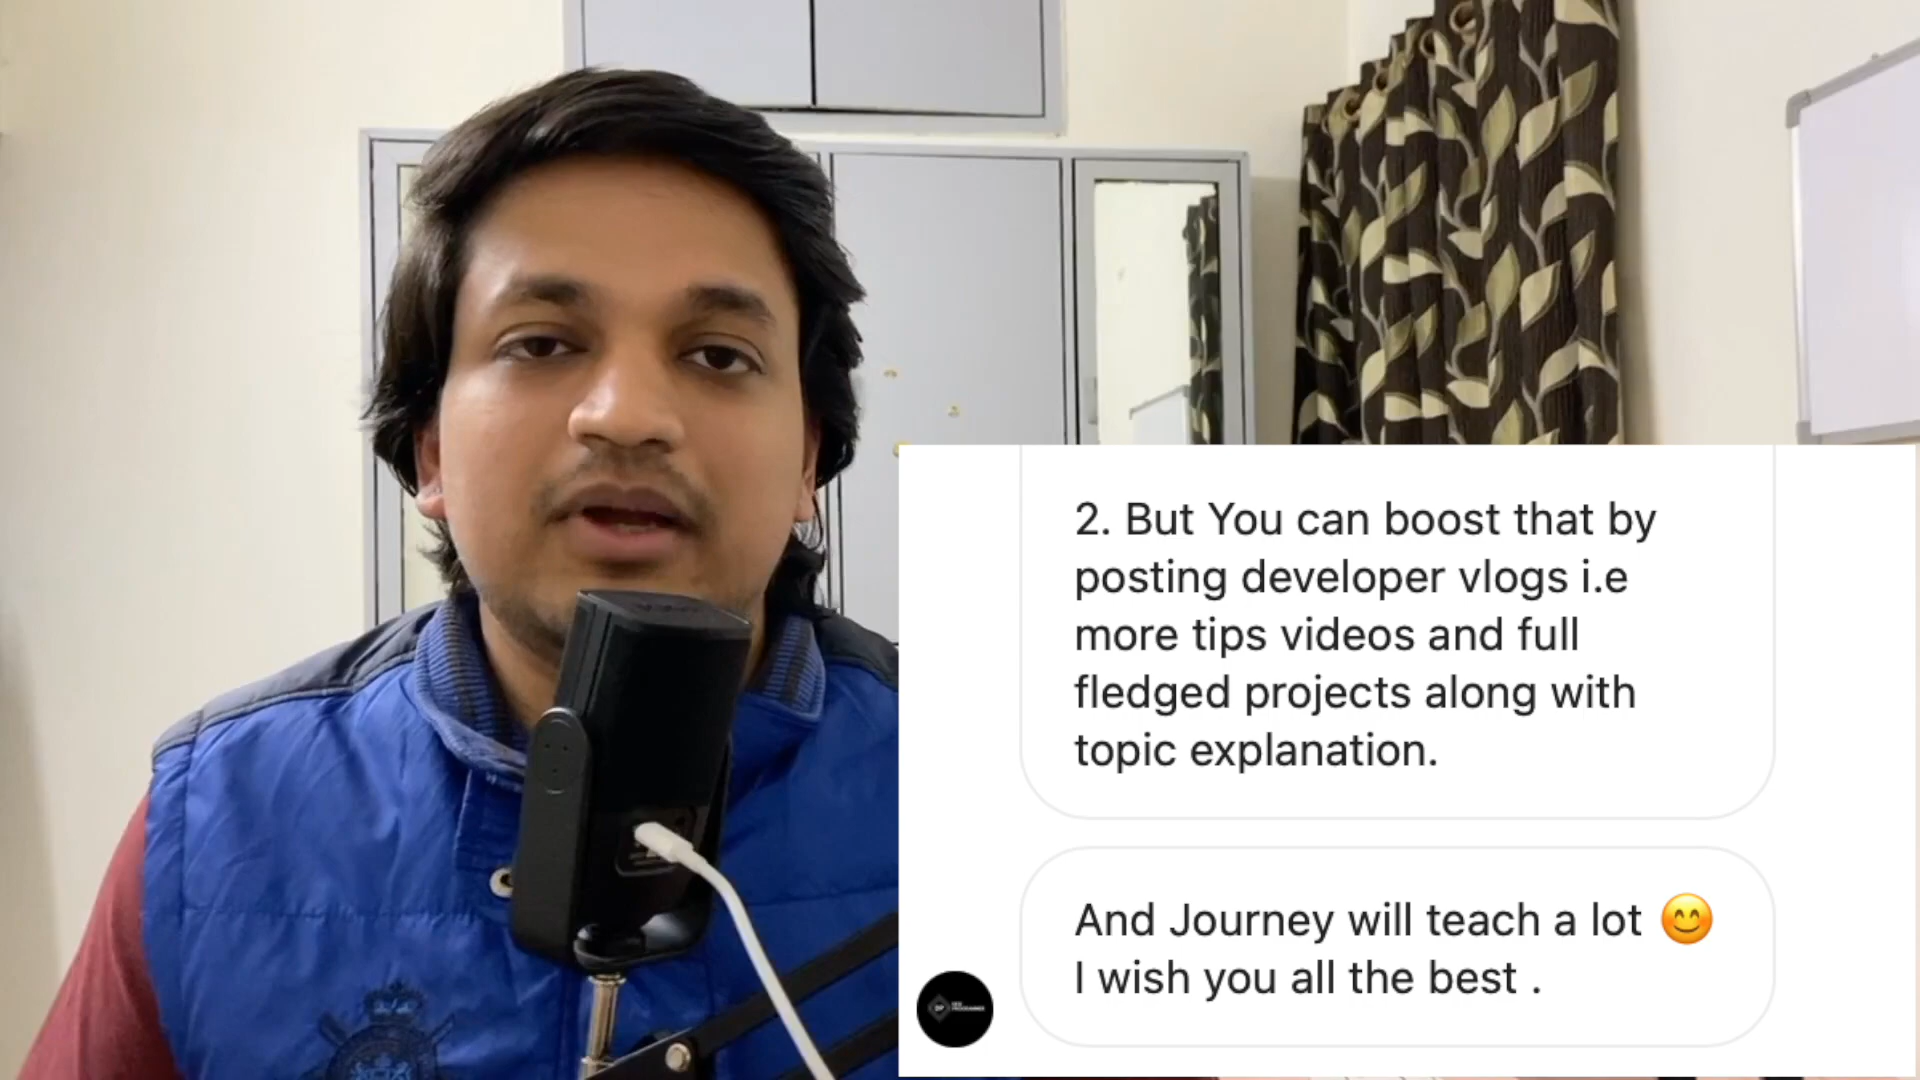 2. But You can boost that by
posting developer vlogs i.e
more tips videos and full
fledged projects along with
topic explanation.
And Journey will teach a lot 😊
I wish you all the best .